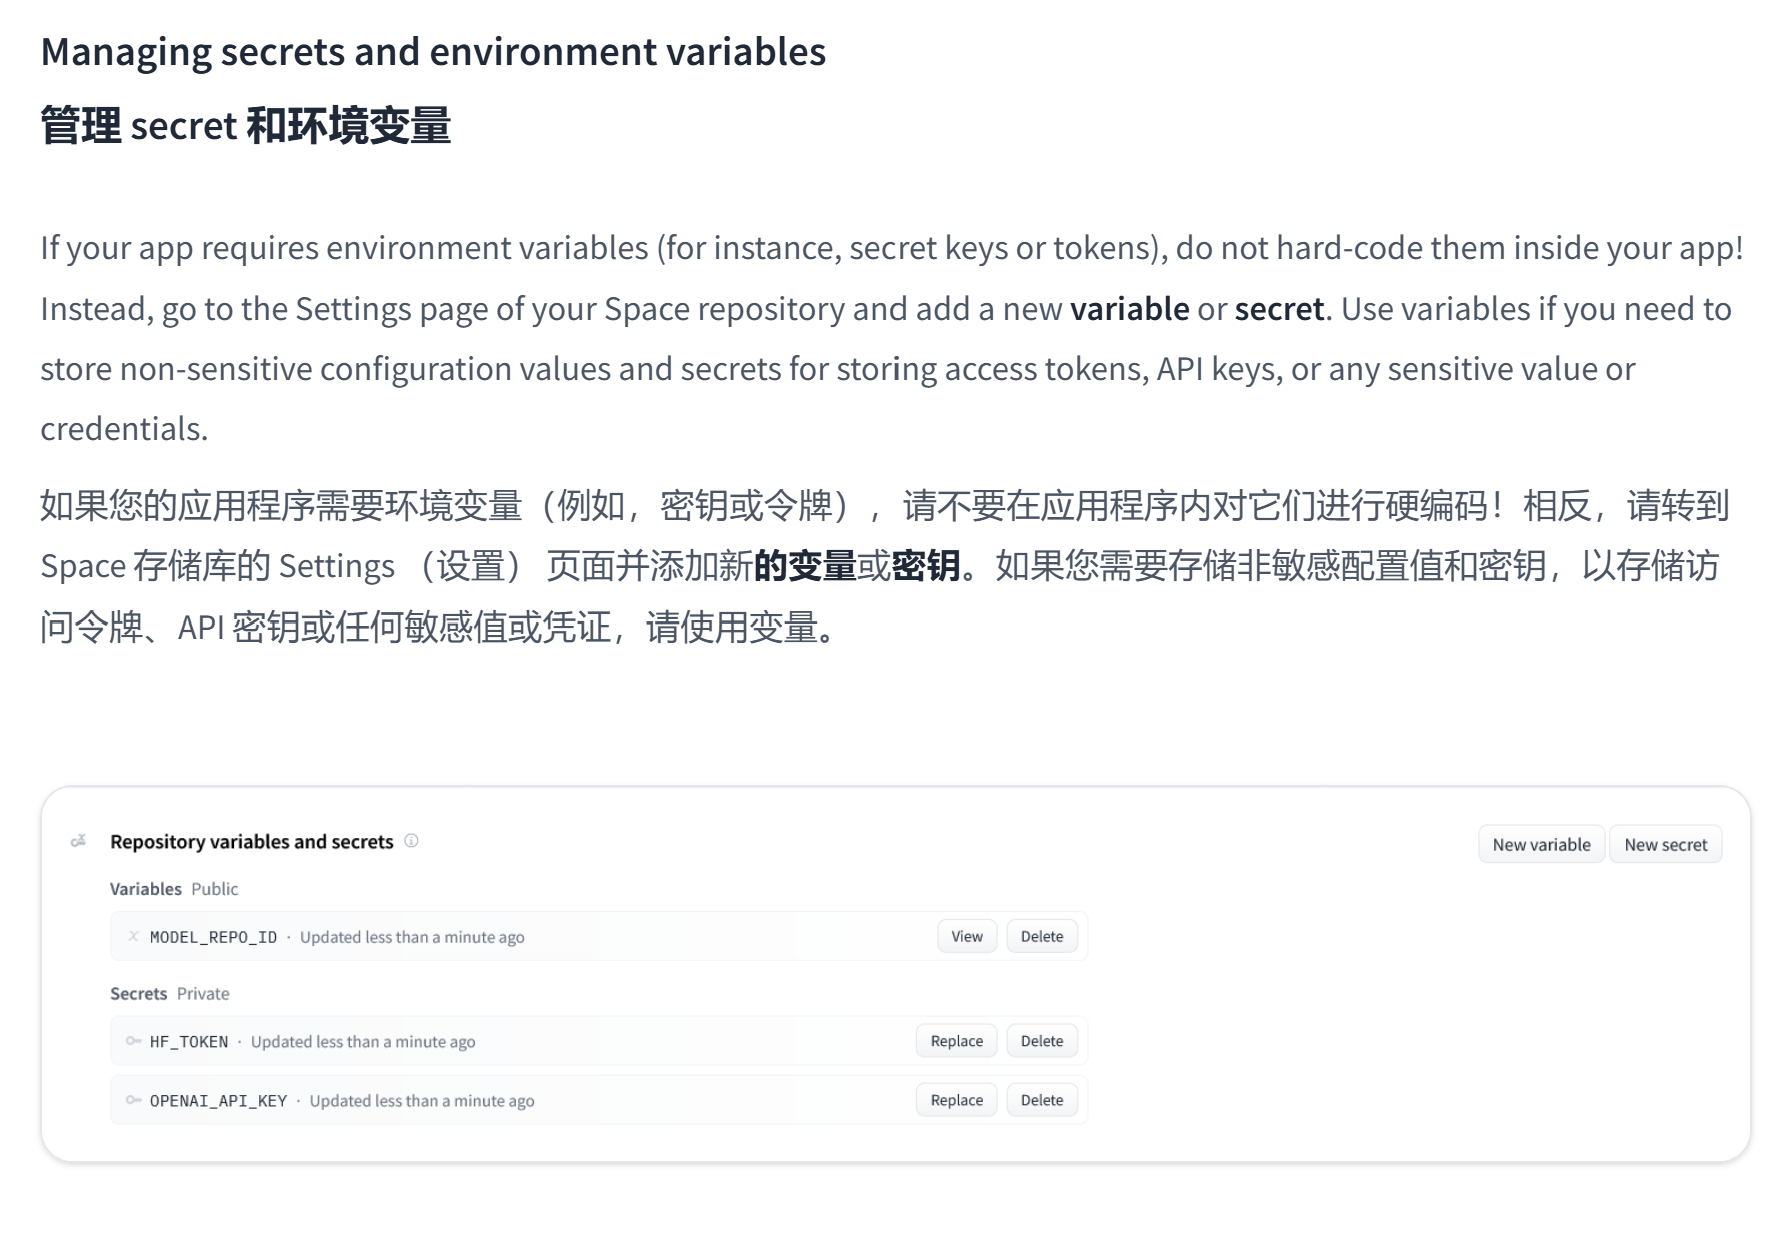 Managing secrets and environment variables
管理 secret 和环境变量
If your app requires environment variables (for instance, secret keys or tokens), do not hard-code them inside your app!
Instead, go to the Settings page of your Space repository and add a new variable or secret. Use variables if you need to
store non-sensitive configuration values and secrets for storing access tokens, API keys, or any sensitive value or
credentials.
如果您的应用程序需要环境变量（例如，密钥或令牌），请不要在应用程序内对它们进行硬编码！相反，请转到
Space 存储库的 Settings （设置） 页面并添加新的变量或密钥。如果您需要存储非敏感配置值和密钥，以存储访
问令牌、API 密钥或任何敏感值或凭证，请使用变量。
Repository variables and secrets
New variable New secret
Variables Public
MODEL_REPO_ID · Updated less than a minute ago View Delete
Secrets Private
HF_TOKEN · Updated less than a minute ago Replace Delete
OPENAI_API_KEY · Updated less than a minute ago Replace Delete